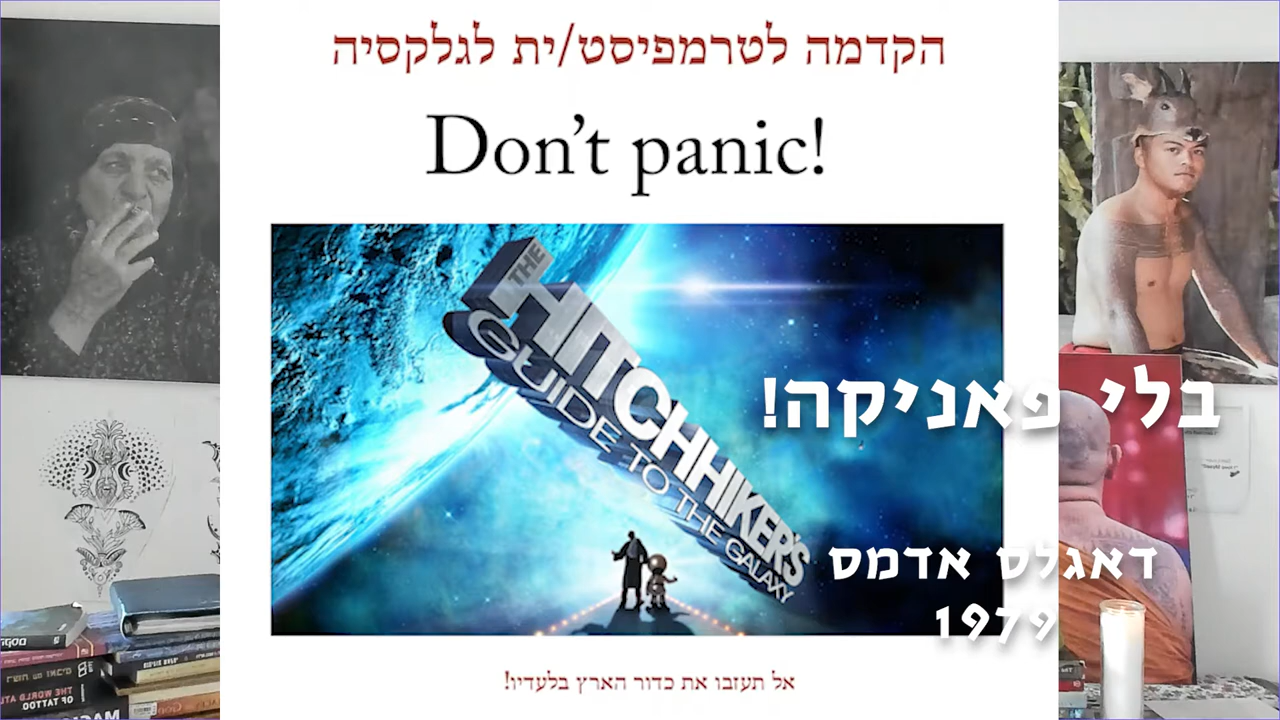 הקדמה לטרמפיסט/ית לגלקסיה
Don't panic!
THE
HITCHHIKER'S
GUIDE TO THE GALAXY
בלי פאניקה!
דאגלס אדמס
1979
אל תעזבו את כדור הארץ בלעדיו!
THE WORLD ATL
OF TATTOO